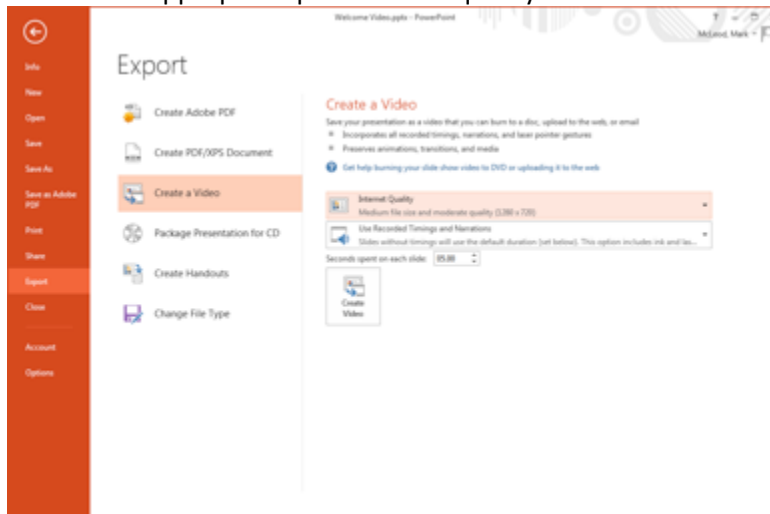 Welcome Video.pptx - PowerPoint
?
McLeod, Mark
Info
New
Open
Save
Save As
Save as Adobe
PDF
Print
Share
Export
Close
Account
Options
Export
Create Adobe PDF
Create PDF/XPS Document
Create a Video
Package Presentation for CD
Create Handouts
Change File Type
Create a Video
Save your presentation as a video that you can burn to a disc, upload to the web, or email
Incorporates all recorded timings, narrations, and laser pointer gestures
Preserves animations, transitions, and media
Get help burning your slide show video to DVD or uploading it to the web
Internet Quality
Medium file size and moderate quality (1280 x 720)
Use Recorded Timings and Narrations
Slides without timings will use the default duration (set below). This option includes ink and las...
Seconds spent on each slide: 05.00
Create
Video